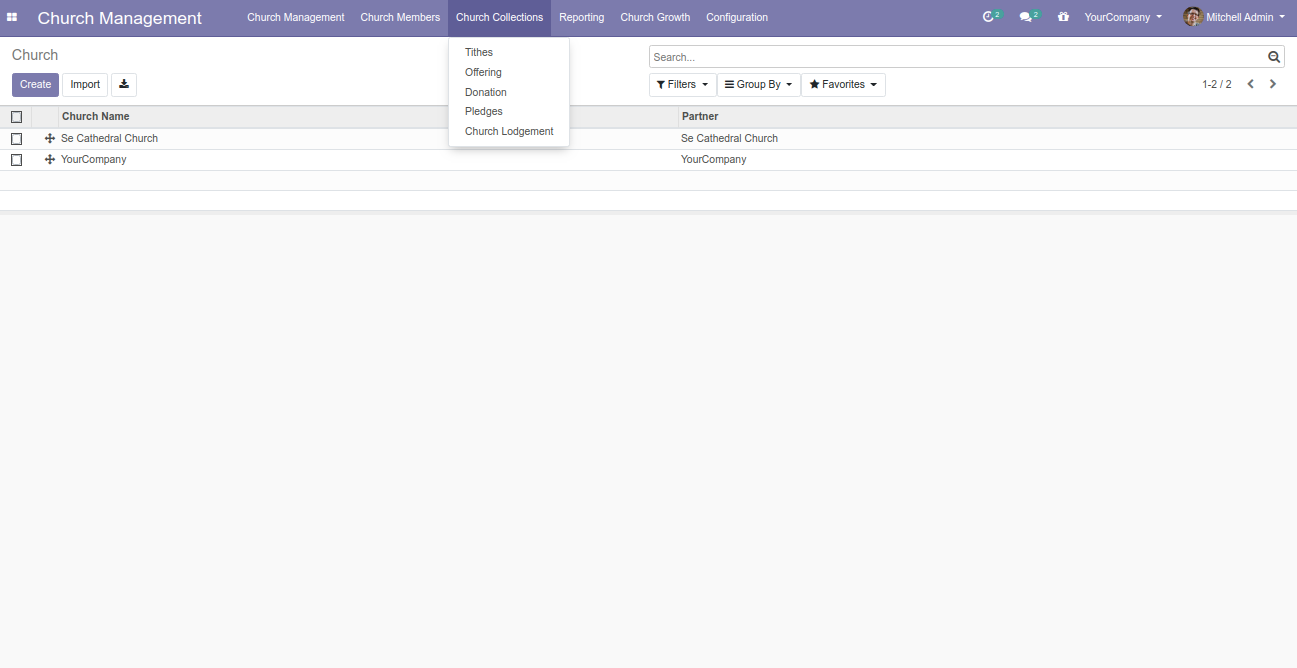 Church Management
Church Management Church Members Church Collections Reporting Church Growth Configuration
2 2 YourCompany Mitchell Admin
Church
Search...
Create Import
Filters Group By Favorites
1-2 / 2
Tithes
Offering
Donation
Pledges
Church Lodgement
Church Name Partner
Se Cathedral Church Se Cathedral Church
YourCompany YourCompany